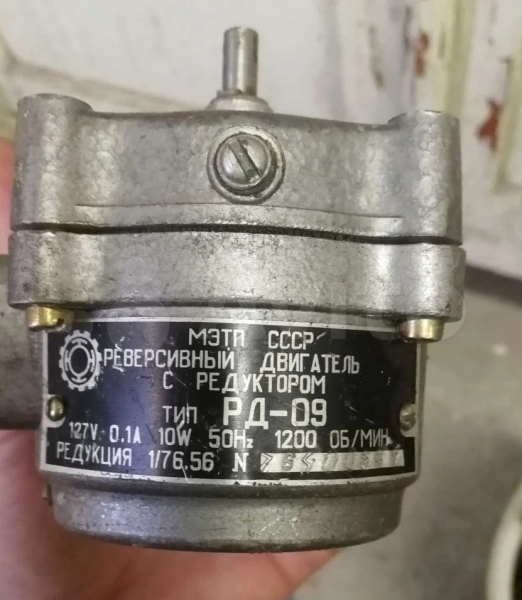 МЭТП СССР
РЕВЕРСИВНЫЙ ДВИГАТЕЛЬ
С РЕДУКТОРОМ
ТИП РД-09
127V 0.1A 10W 50Hz 1200 ОБ/МИН
РЕДУКЦИЯ 1/76.56 N